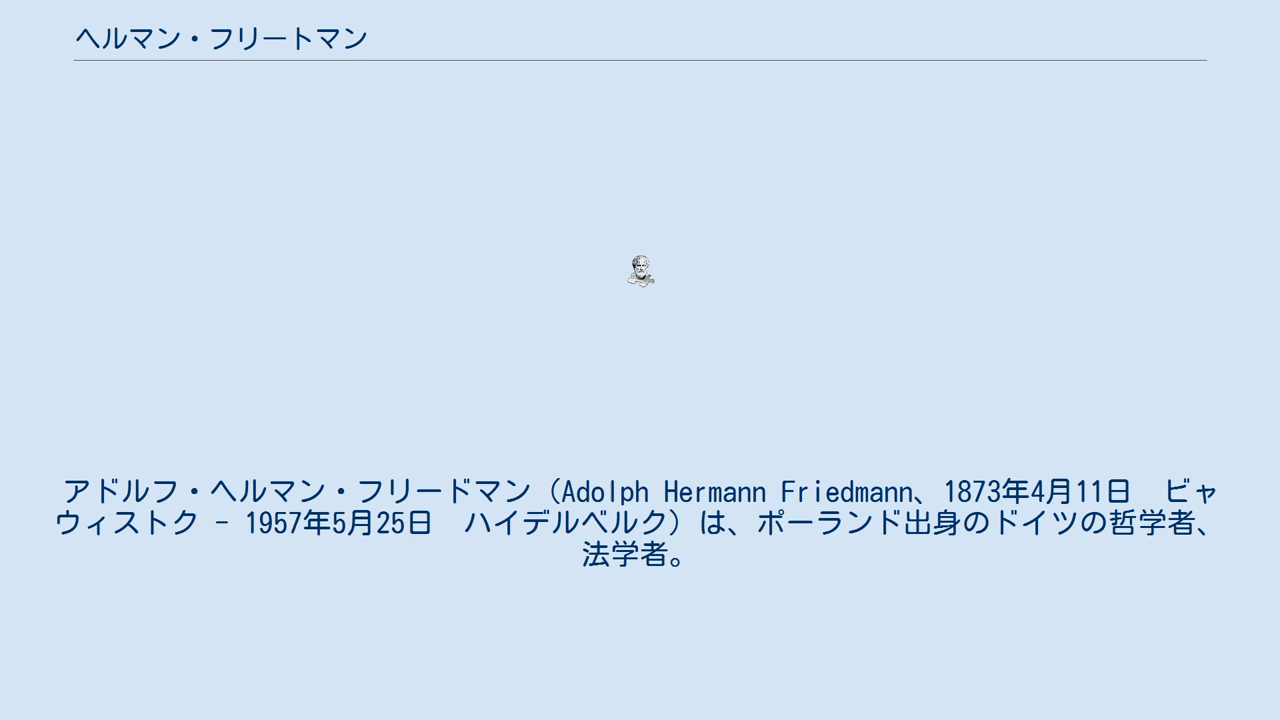 ヘルマン・フリートマン
アドルフ・ヘルマン・フリードマン（Adolph Hermann Friedmann、1873年4月11日　ビャ
ウィストク - 1957年5月25日　ハイデルベルク）は、ポーランド出身のドイツの哲学者、
法学者。